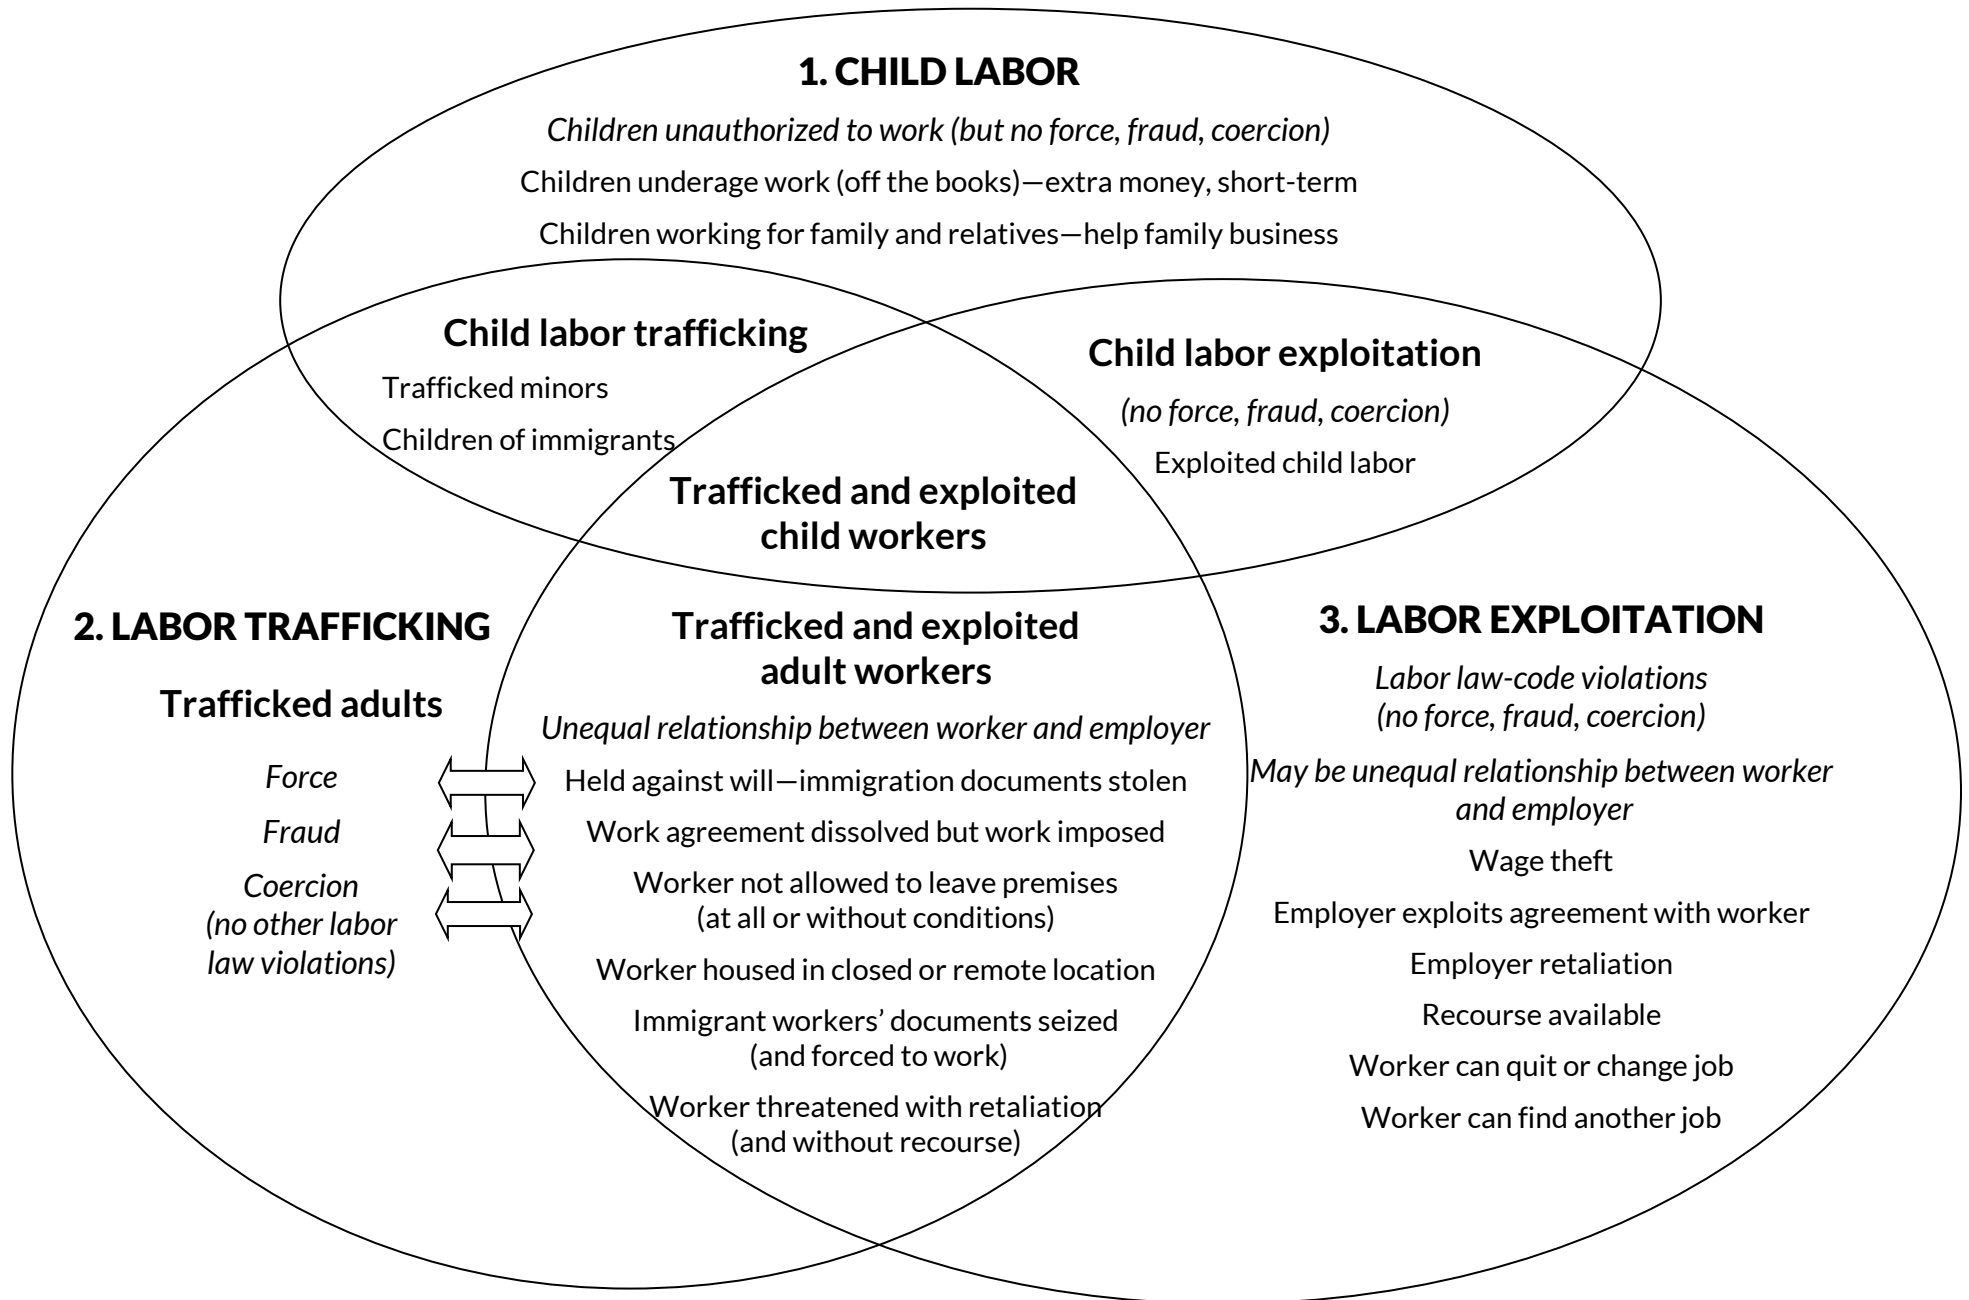 1. CHILD LABOR
Children unauthorized to work (but no force, fraud, coercion)
Children underage work (off the books)—extra money, short-term
Children working for family and relatives—help family business
Child labor trafficking
Trafficked minors
Children of immigrants
Child labor exploitation
(no force, fraud, coercion)
Exploited child labor
Trafficked and exploited
child workers
2. LABOR TRAFFICKING
Trafficked adults
Force
Fraud
Coercion
(no other labor
law violations)
Trafficked and exploited
adult workers
Unequal relationship between worker and employer
Held against will—immigration documents stolen
Work agreement dissolved but work imposed
Worker not allowed to leave premises
(at all or without conditions)
Worker housed in closed or remote location
Immigrant workers’ documents seized
(and forced to work)
Worker threatened with retaliation
(and without recourse)
3. LABOR EXPLOITATION
Labor law-code violations
(no force, fraud, coercion)
May be unequal relationship between worker
and employer
Wage theft
Employer exploits agreement with worker
Employer retaliation
Recourse available
Worker can quit or change job
Worker can find another job